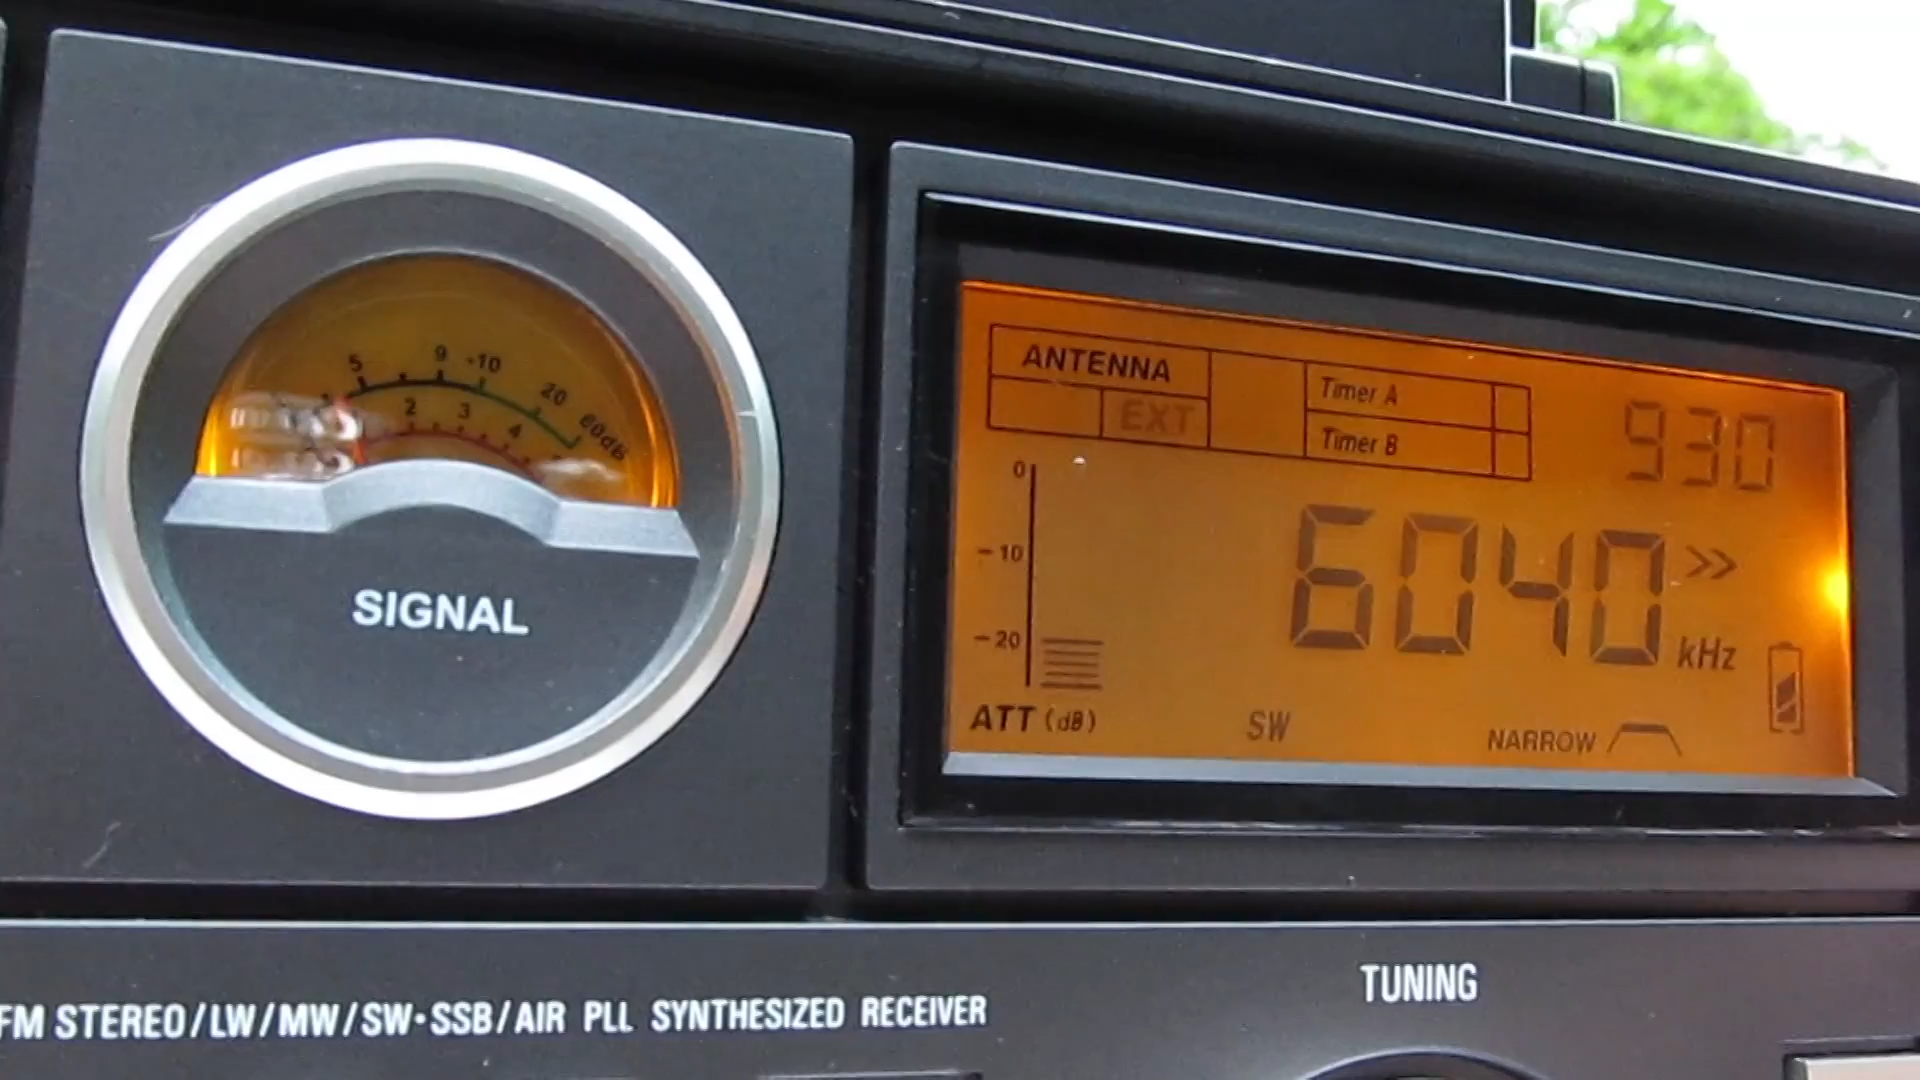 5 9 +10 20 60dB
1 2 3 4
SIGNAL
ANTENNA
EXT
Timer A
Timer B
930
0
-10
-20
6040 >> kHz
ATT (dB)
SW
NARROW
TUNING
FM STEREO/LW/MW/SW·SSB/AIR PLL SYNTHESIZED RECEIVER